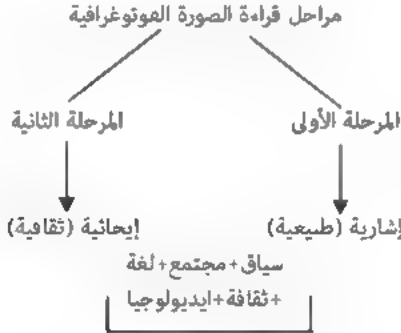 مراحل قراءة الصورة الفوتوغرافية
المرحلة الأولى
المرحلة الثانية
إشارية (طبيعية)
إيحائية (ثقافية)
سياق+مجتمع+لغة
+ثقافة+ايديولوجيا